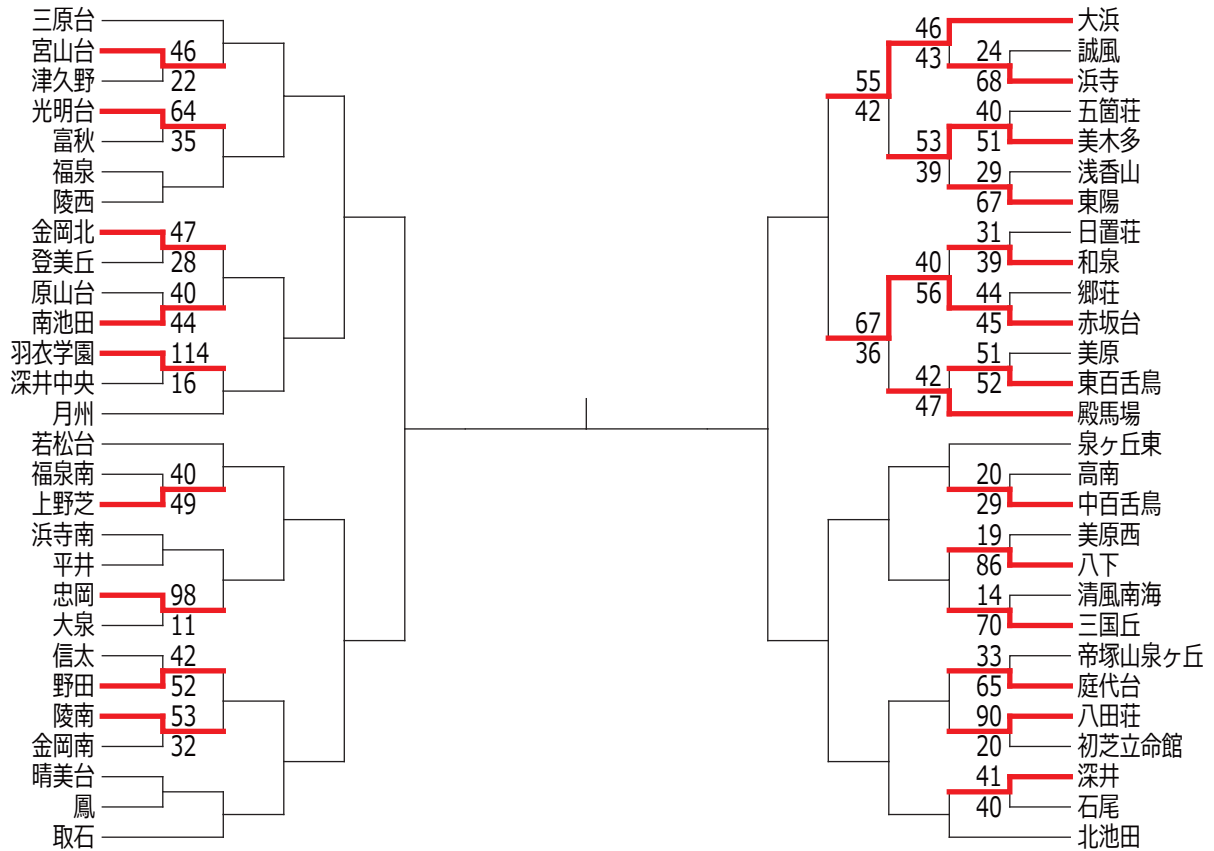 三原台
宮山台 46
津久野 22
光明台 64
富秋 35
福泉
陵西
金岡北 47
登美丘 28
原山台 40
南池田 44
羽衣学園 114
深井中央 16
月州
若松台
福泉南 40
上野芝 49
浜寺南
平井
忠岡 98
大泉 11
信太 42
野田 52
陵南 53
金岡南 32
晴美台
鳳
取石
46 大浜
43 24 誠風
55 68 浜寺
42 40 五箇荘
53 51 美木多
39 29 浅香山
67 東陽
31 日置荘
40 39 和泉
56 44 郷荘
67 45 赤坂台
36 51 美原
42 52 東百舌鳥
47 殿馬場
泉ヶ丘東
20 高南
29 中百舌鳥
19 美原西
86 八下
14 清風南海
70 三国丘
33 帝塚山泉ヶ丘
65 庭代台
90 八田荘
20 初芝立命館
41 深井
40 石尾
北池田